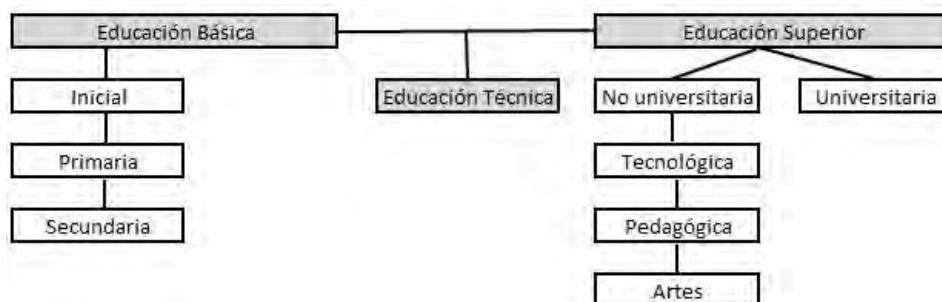 Educación Básica
Educación Superior
Inicial
Educación Técnica
No universitaria
Universitaria
Primaria
Tecnológica
Secundaria
Pedagógica
Artes